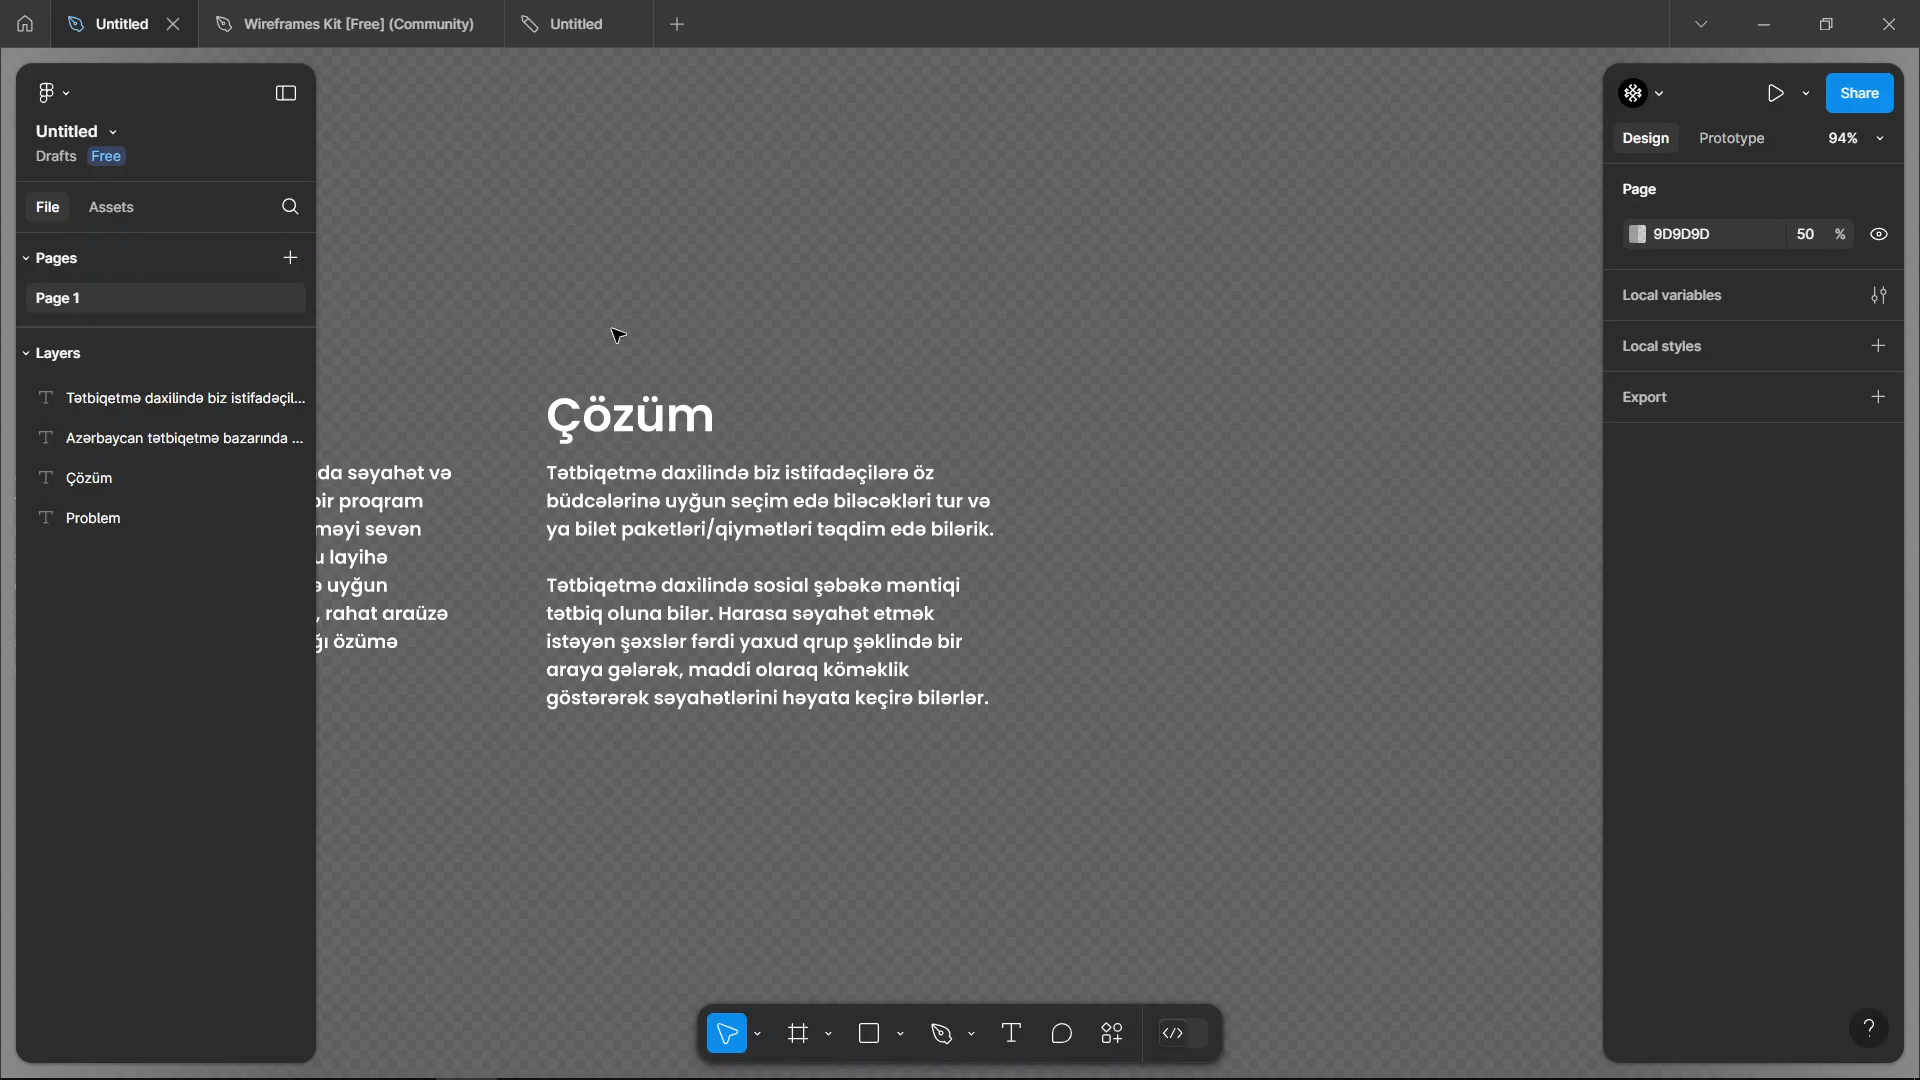 Untitled
Wireframes Kit [Free] (Community)
Untitled
Untitled
Drafts Free
File Assets
Pages
Page 1
Layers
Tətbiqetmə daxilində biz istifadəçil...
Azərbaycan tətbiqetmə bazarında ...
Çözüm
Problem
da səyahət və
bir proqram
məyi sevən
u layihə
ə uyğun
, rahat araüzə
ğı özümə
Çözüm
Tətbiqetmə daxilində biz istifadəçilərə öz
büdcələrinə uyğun seçim edə biləcəkləri tur və
ya bilet paketləri/qiymətləri təqdim edə bilərik.
Tətbiqetmə daxilində sosial şəbəkə məntiqi
tətbiq oluna bilər. Harasa səyahət etmək
istəyən şəxslər fərdi yaxud qrup şəklində bir
araya gələrək, maddi olaraq köməklik
göstərərək səyahətlərini həyata keçirə bilərlər.
Share
Design Prototype 94%
Page
9D9D9D 50 %
Local variables
Local styles
Export
?